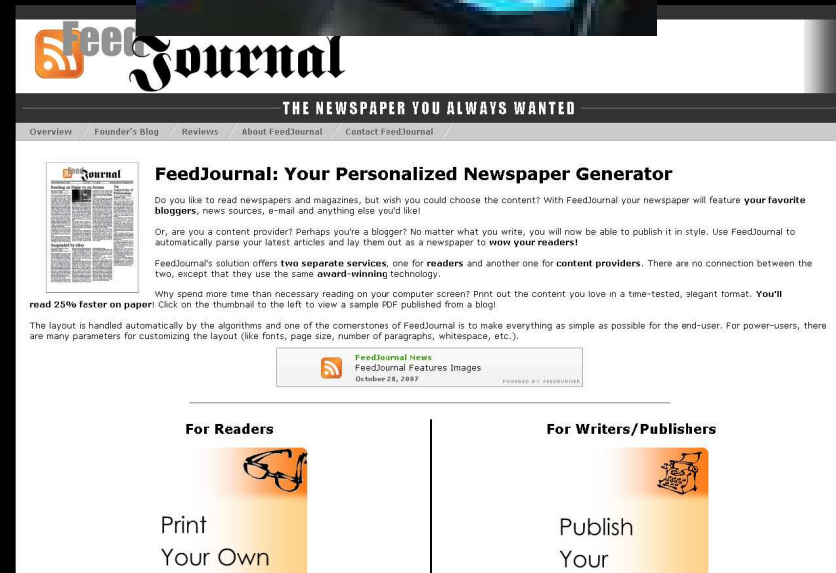 Feed Journal
THE NEWSPAPER YOU ALWAYS WANTED
Overview / Founder's Blog / Reviews / About FeedJournal / Contact FeedJournal
Feed Journal
FeedJournal: Your Personalized Newspaper Generator
Do you like to read newspapers and magazines, but wish you could choose the content? With FeedJournal your newspaper will feature your favorite
bloggers, news sources, e-mail and anything else you'd like!
Or, are you a content provider? Perhaps you're a blogger? No matter what you write, you will now be able to publish it in style. Use FeedJournal to
automatically parse your latest articles and lay them out as a newspaper to wow your readers!
FeedJournal's solution offers two separate services, one for readers and another one for content providers. There are no connection between the
two, except that they use the same award-winning technology.
Why spend more time than necessary reading on your computer screen? Print out the content you love in a time-tested, elegant format. You'll
read 25% faster on paper! Click on the thumbnail to the left to view a sample PDF published from a blog!
The layout is handled automatically by the algorithms and one of the cornerstones of FeedJournal is to make everything as simple as possible for the end-user. For power-users, there
are many parameters for customizing the layout (like fonts, page size, number of paragraphs, whitespace, etc.).
FeedJournal News
FeedJournal Features Images
October 28, 2007
POWERED BY FEEDBURNER
For Readers
Print
Your Own
For Writers/Publishers
Publish
Your